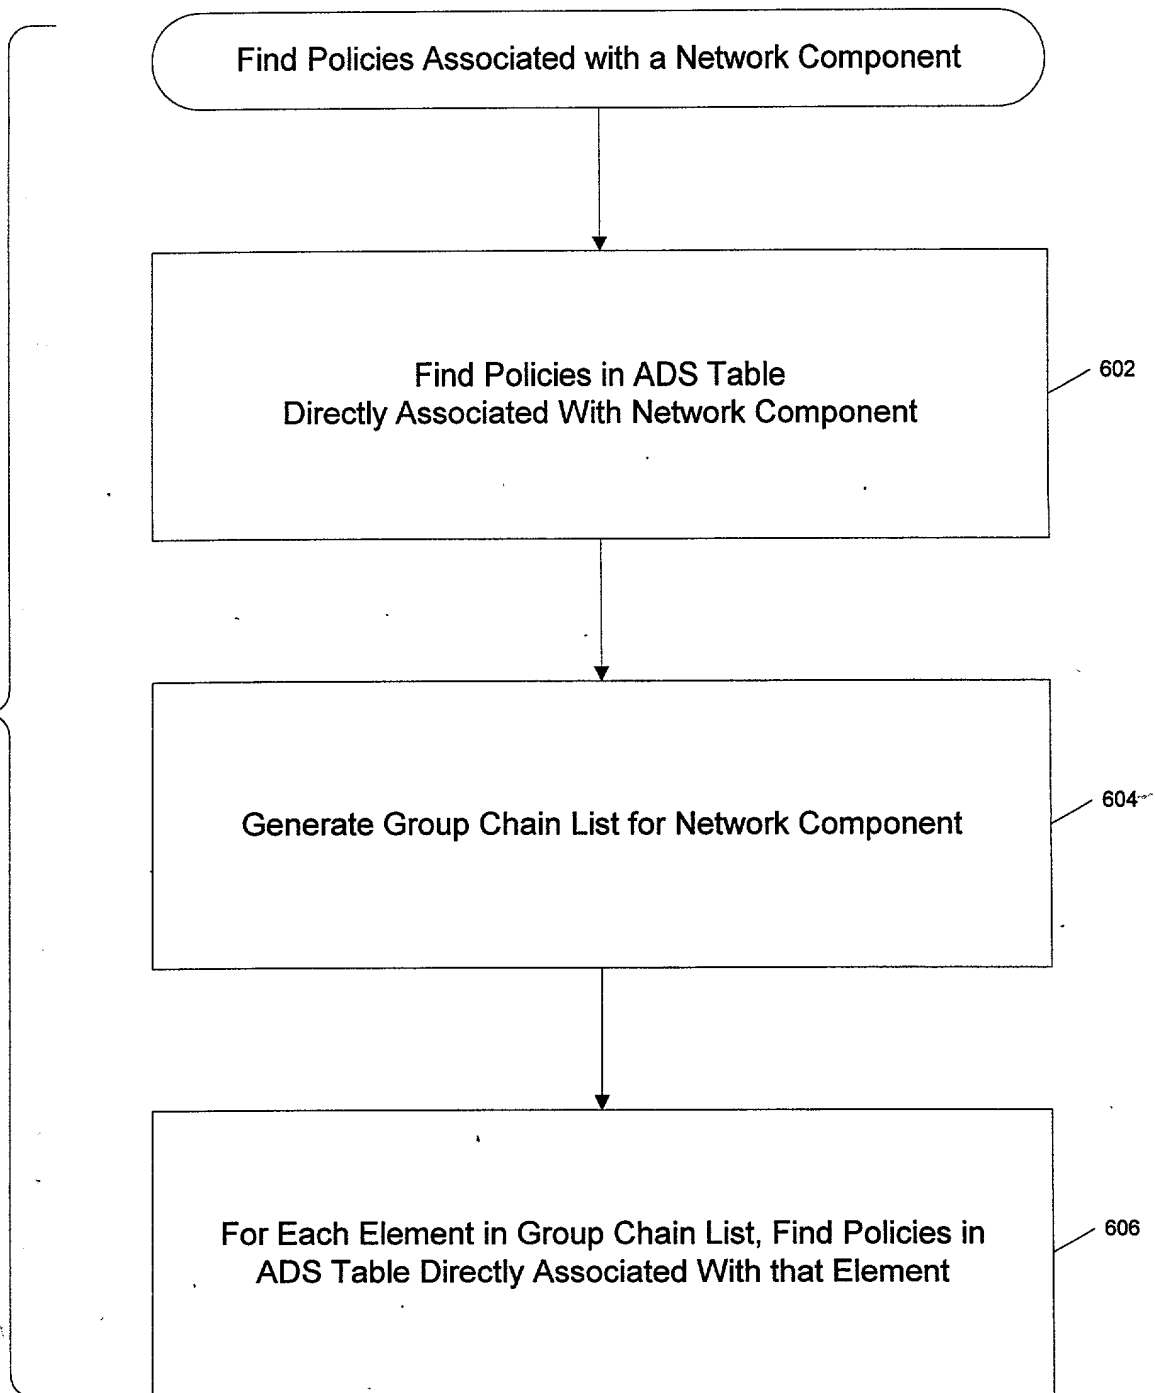 Find Policies Associated with a Network Component
Find Policies in ADS Table
Directly Associated With Network Component
602
Generate Group Chain List for Network Component
604
For Each Element in Group Chain List, Find Policies in
ADS Table Directly Associated With that Element
606